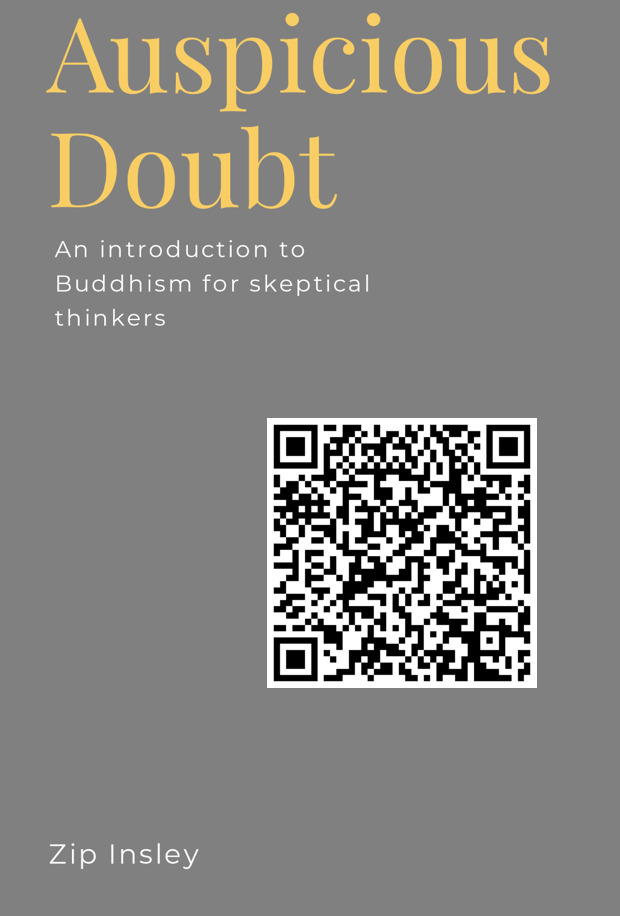 Auspicious
Doubt
An introduction to
Buddhism for skeptical
thinkers
Zip Insley